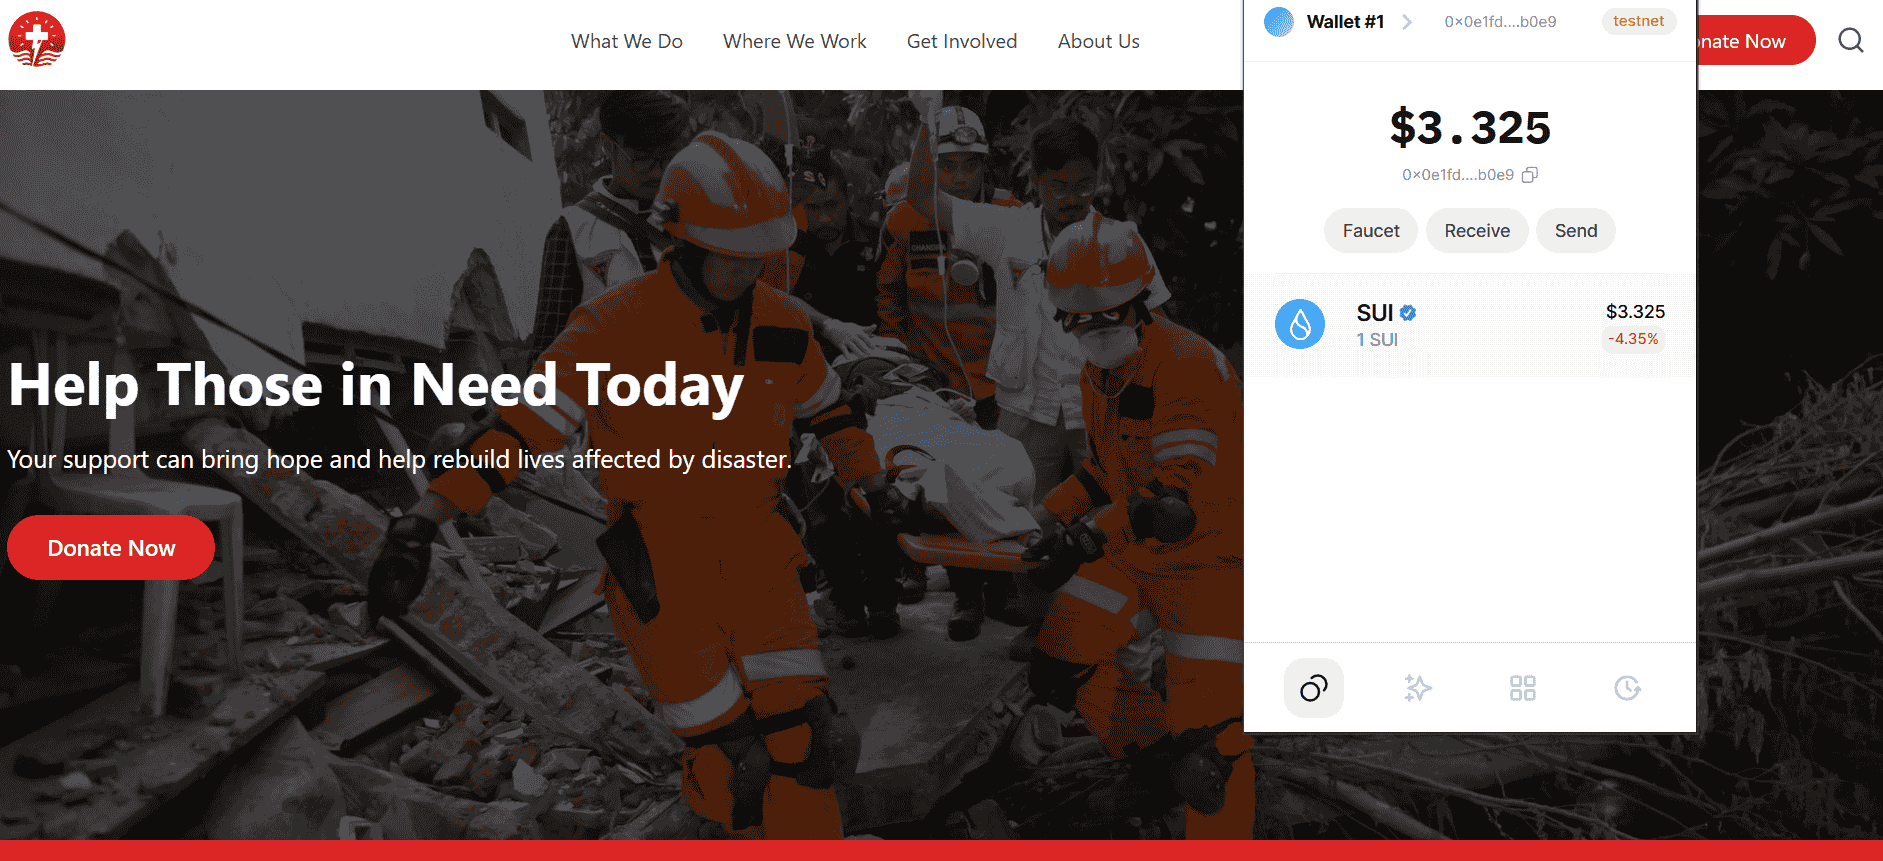 What We Do
Where We Work
Get Involved
About Us
nate Now
Wallet #1
0×0e1fd....b0e9
testnet
$3.325
0×0e1fd....b0e9
Faucet
Receive
Send
SUI
$3.325
1 SUI
-4.35%
Help Those in Need Today
Your support can bring hope and help rebuild lives affected by disaster.
Donate Now
CHANDRA